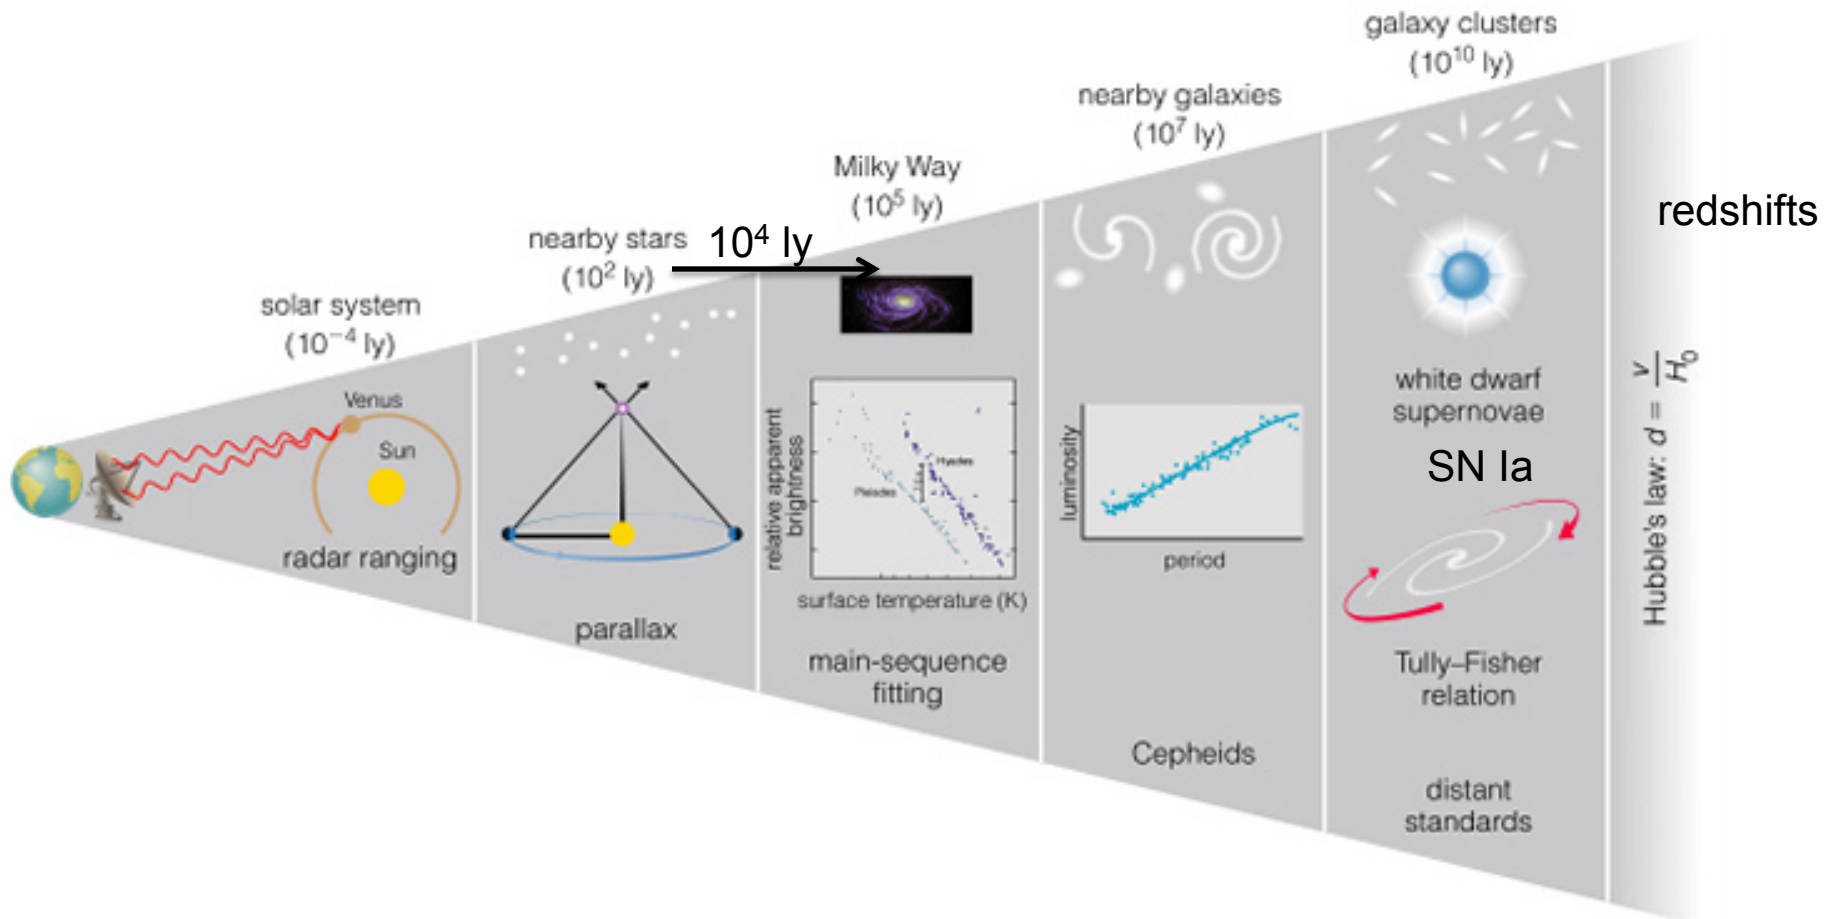 solar system
(10⁻⁴ ly)
Venus
Sun
radar ranging
nearby stars
(10² ly)
10⁴ ly
parallax
Milky Way
(10⁵ ly)
relative apparent
brightness
Hyades
Pleiades
surface temperature (K)
main-sequence
fitting
nearby galaxies
(10⁷ ly)
luminosity
period
Cepheids
galaxy clusters
(10¹⁰ ly)
white dwarf
supernovae
SN Ia
Tully–Fisher
relation
distant
standards
redshifts
Hubble's law: d = v/H₀